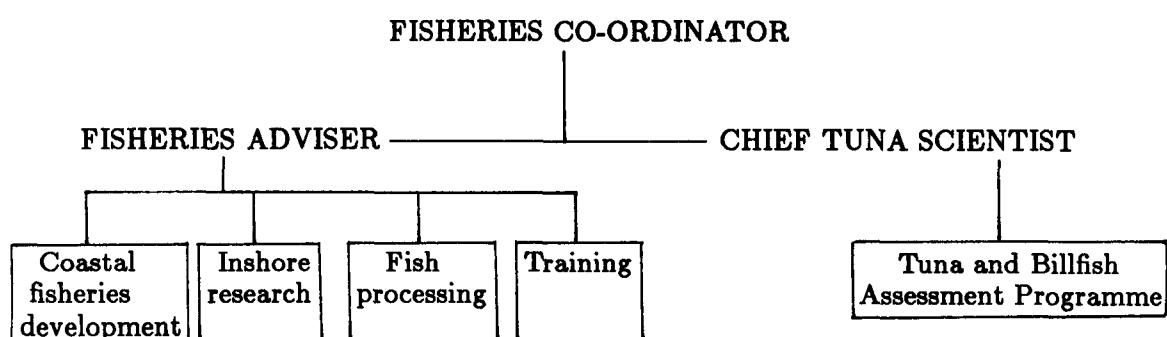 FISHERIES CO-ORDINATOR
FISHERIES ADVISER
CHIEF TUNA SCIENTIST
Coastal
fisheries
development
Inshore
research
Fish
processing
Training
Tuna and Billfish
Assessment Programme